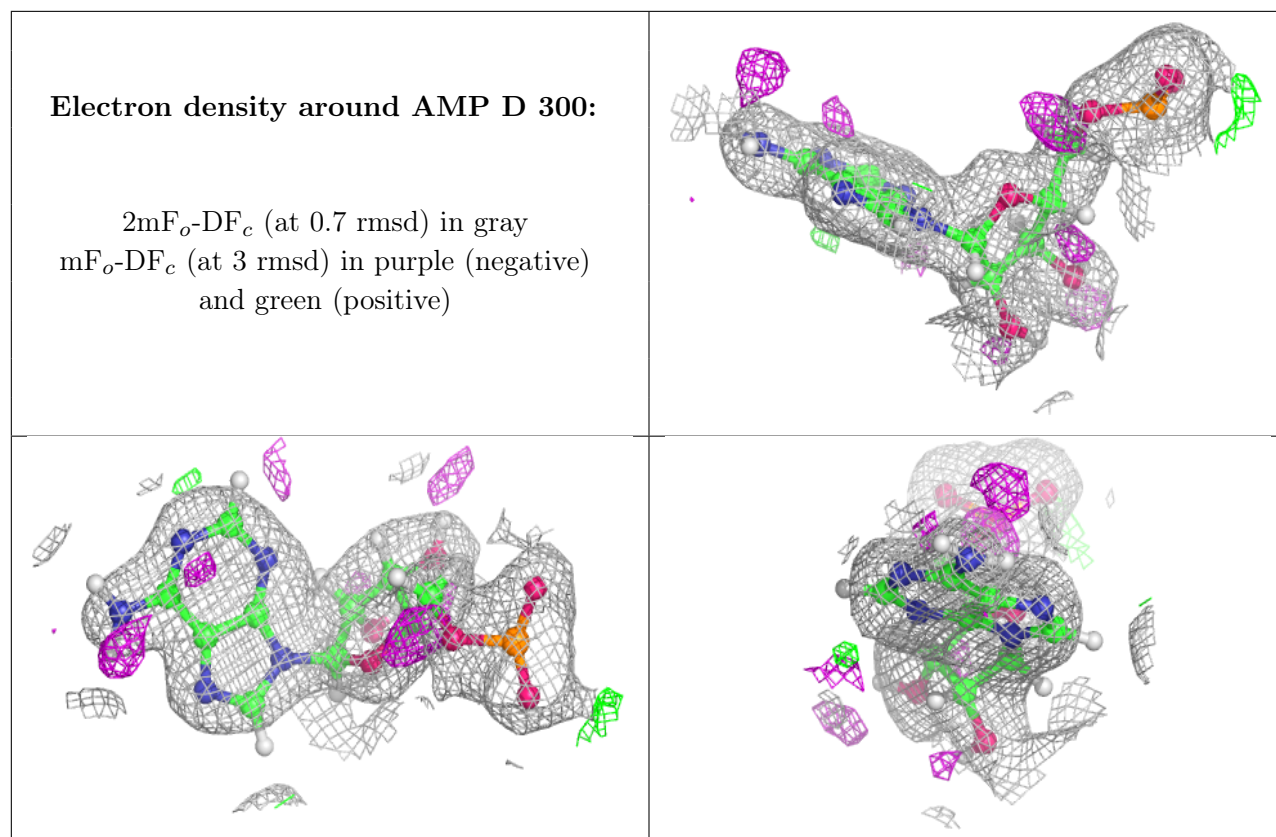 Electron density around AMP D 300:
2mFo-DFc (at 0.7 rmsd) in gray
mFo-DFc (at 3 rmsd) in purple (negative)
and green (positive)